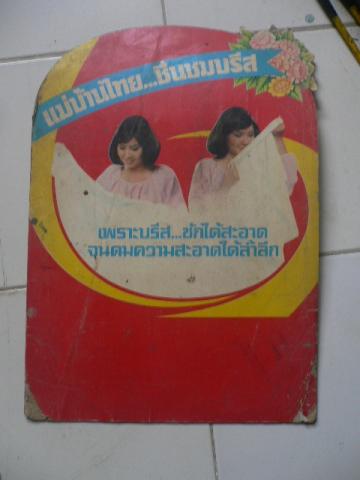 แม่บ้านไทย...ชื่นชมบรีส
เพราะบรีส...ซักได้สะอาด
จนดมความสะอาดได้ล้ำลึก